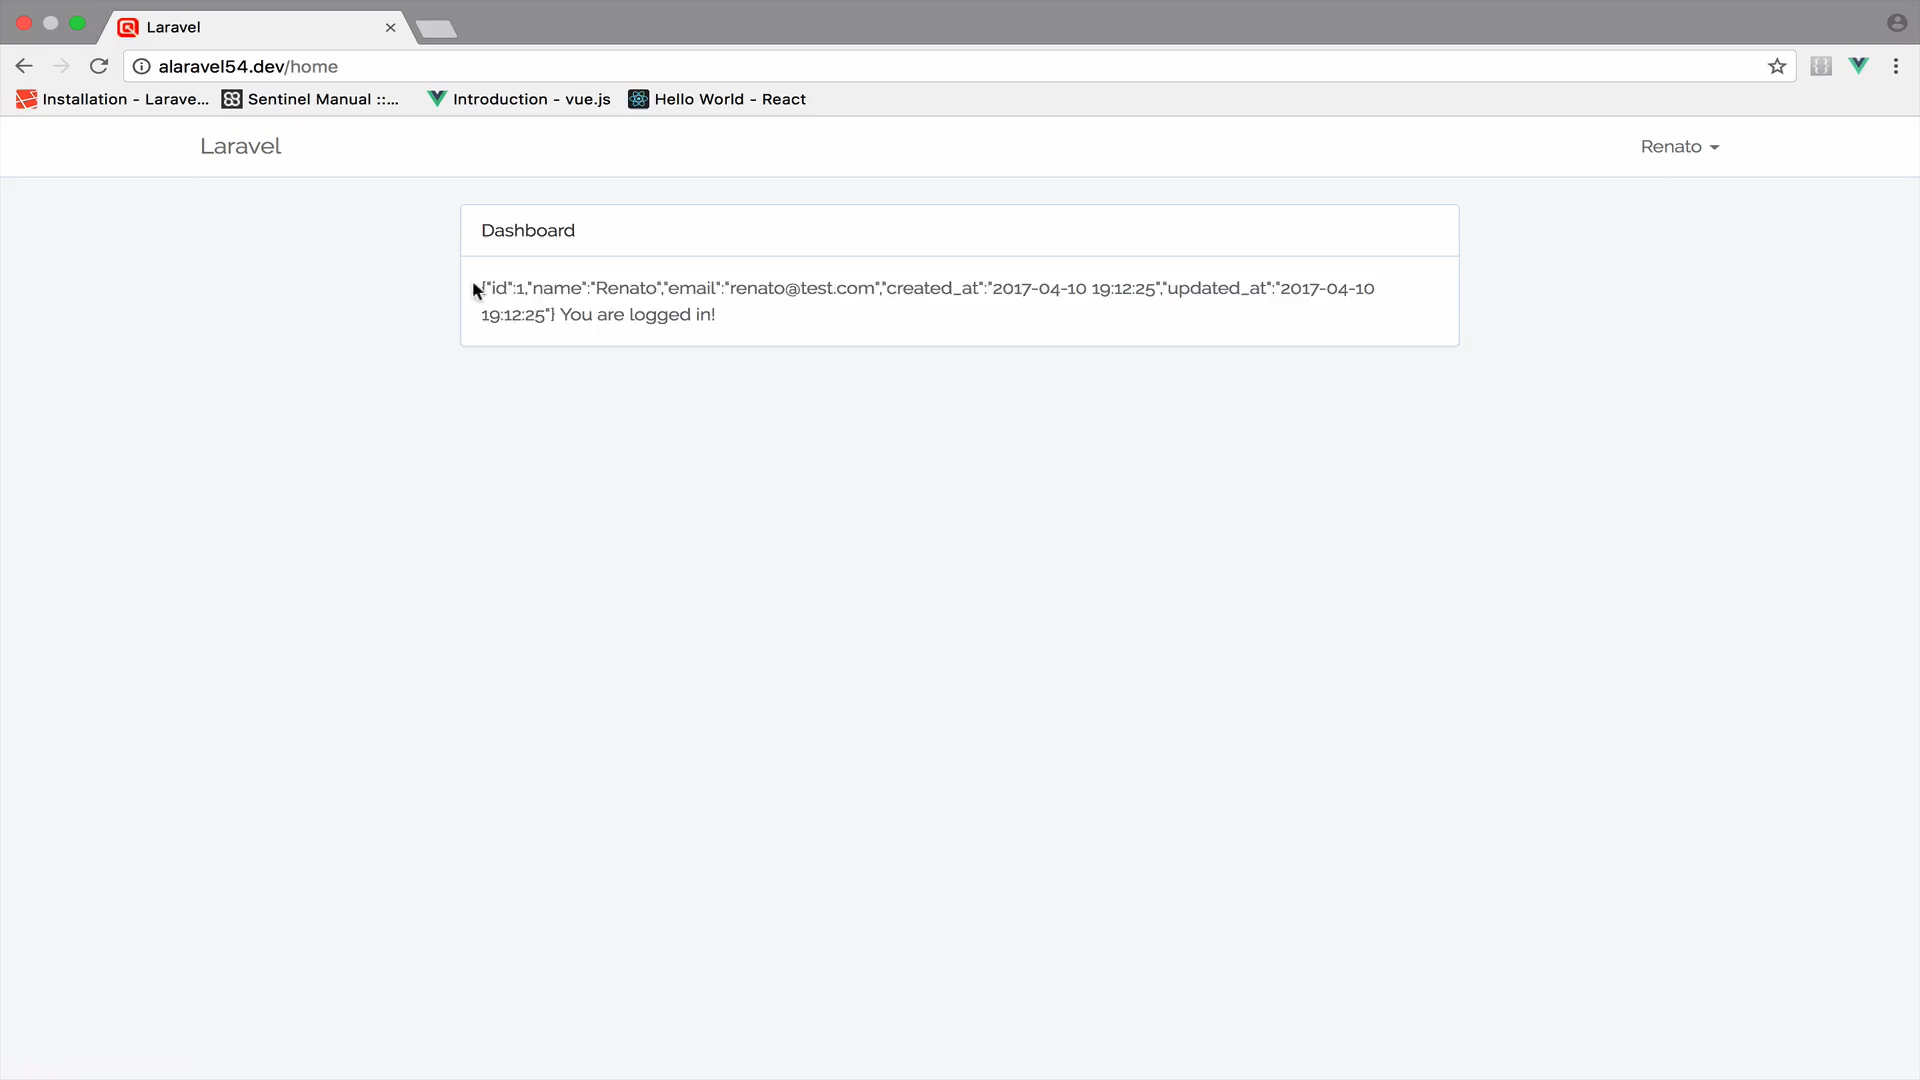 Laravel
alaravel54.dev/home
Installation - Larave... Sentinel Manual ::... Introduction - vue.js Hello World - React
Laravel Renato
Dashboard
{"id":1,"name":"Renato","email":"renato@test.com","created_at":"2017-04-10 19:12:25","updated_at":"2017-04-10
19:12:25"} You are logged in!